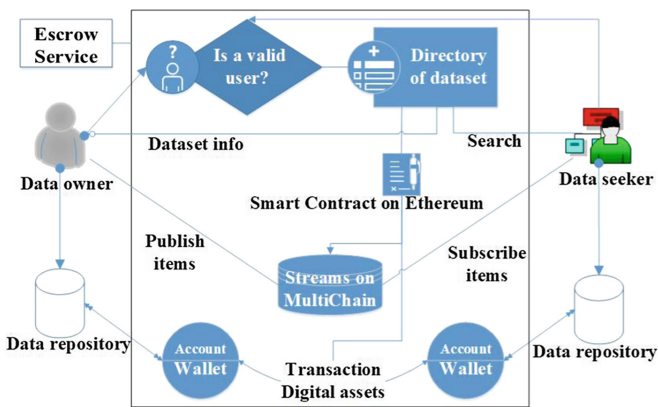 Escrow
Service
?
Is a valid
user?
Directory
of dataset
Dataset info
Search
Data owner
Data seeker
Smart Contract on Ethereum
Publish
items
Subscribe
items
Streams on
MultiChain
Data repository
Account
Wallet
Transaction
Digital assets
Account
Wallet
Data repository